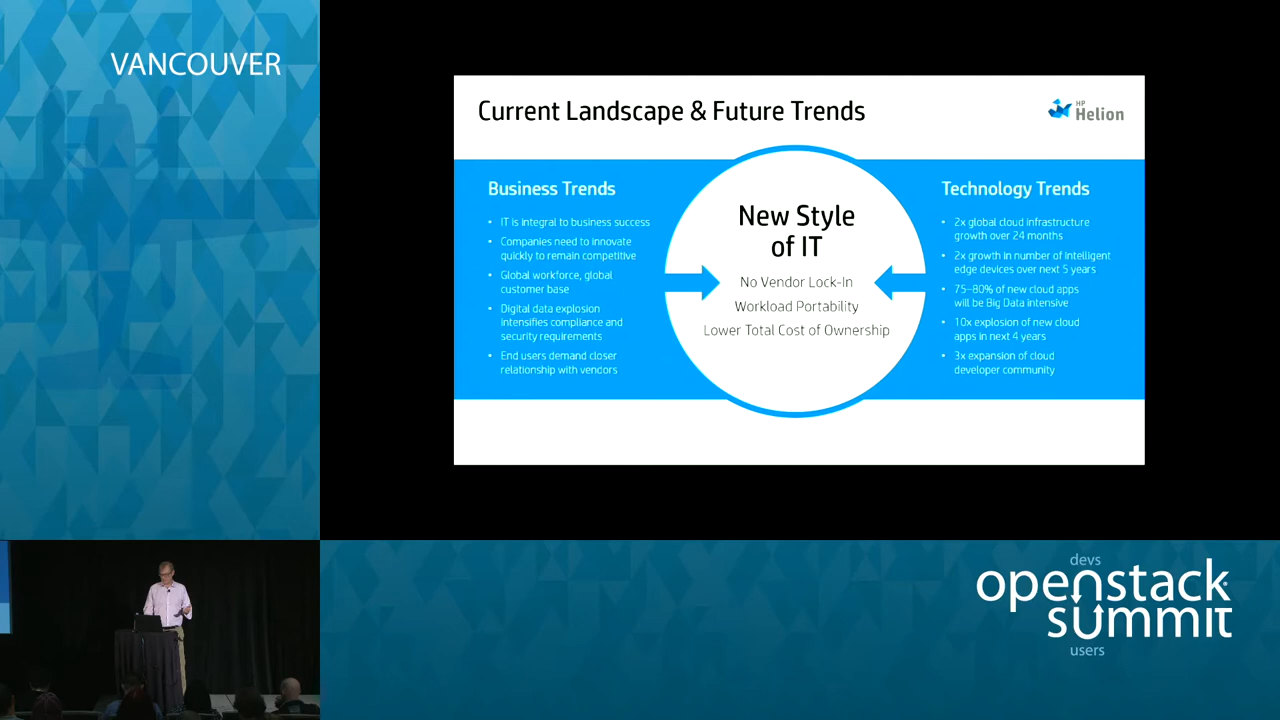 VANCOUVER
Current Landscape & Future Trends
HP
Helion
Business Trends
• IT is integral to business success
• Companies need to innovate
quickly to remain competitive
• Global workforce, global
customer base
• Digital data explosion
intensifies compliance and
security requirements
• End users demand closer
relationship with vendors
New Style
of IT
No Vendor Lock-In
Workload Portability
Lower Total Cost of Ownership
Technology Trends
• 2x global cloud infrastructure
growth over 24 months
• 2x growth in number of intelligent
edge devices over next 5 years
• 75–80% of new cloud apps
will be Big Data intensive
• 10x explosion of new cloud
apps in next 4 years
• 3x expansion of cloud
developer community
devs
openstack
summit
users